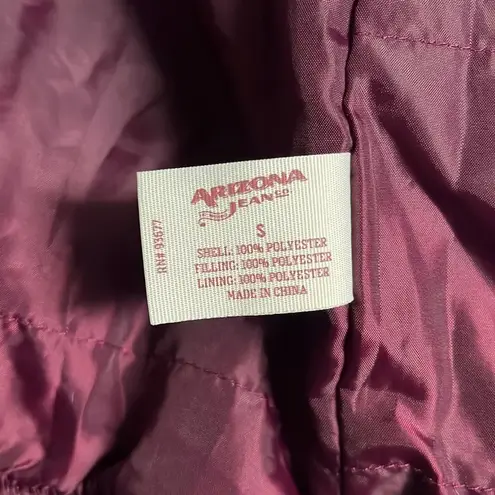 ARIZONA
JEAN CO
S
SHELL: 100% POLYESTER
FILLING: 100% POLYESTER
LINING: 100% POLYESTER
MADE IN CHINA
RN# 93677